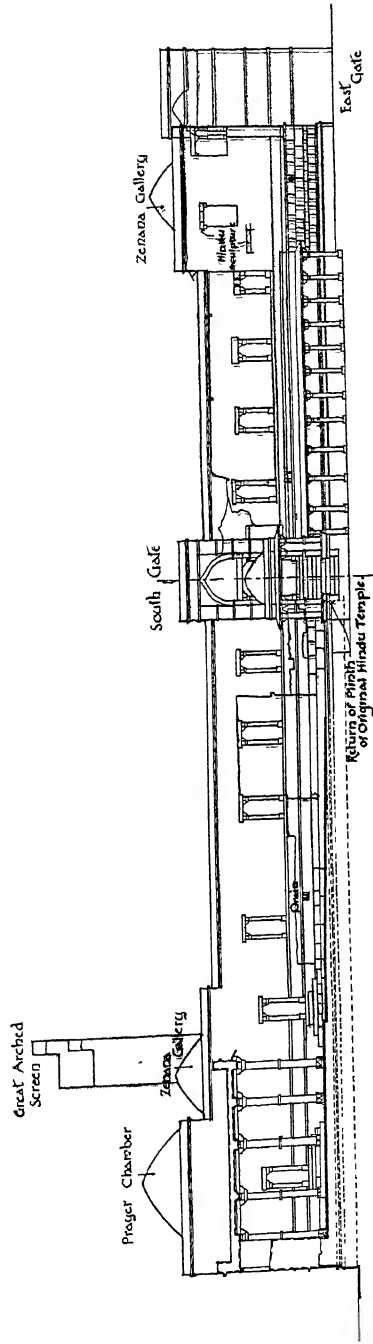 Great Arched
Screen
Prayer Chamber
Zenana
Gallery
South Gate
Return of Plinth
of Original Hindu Temple.
Zenana Gallery
Hindu
Sculpture
East
Gate